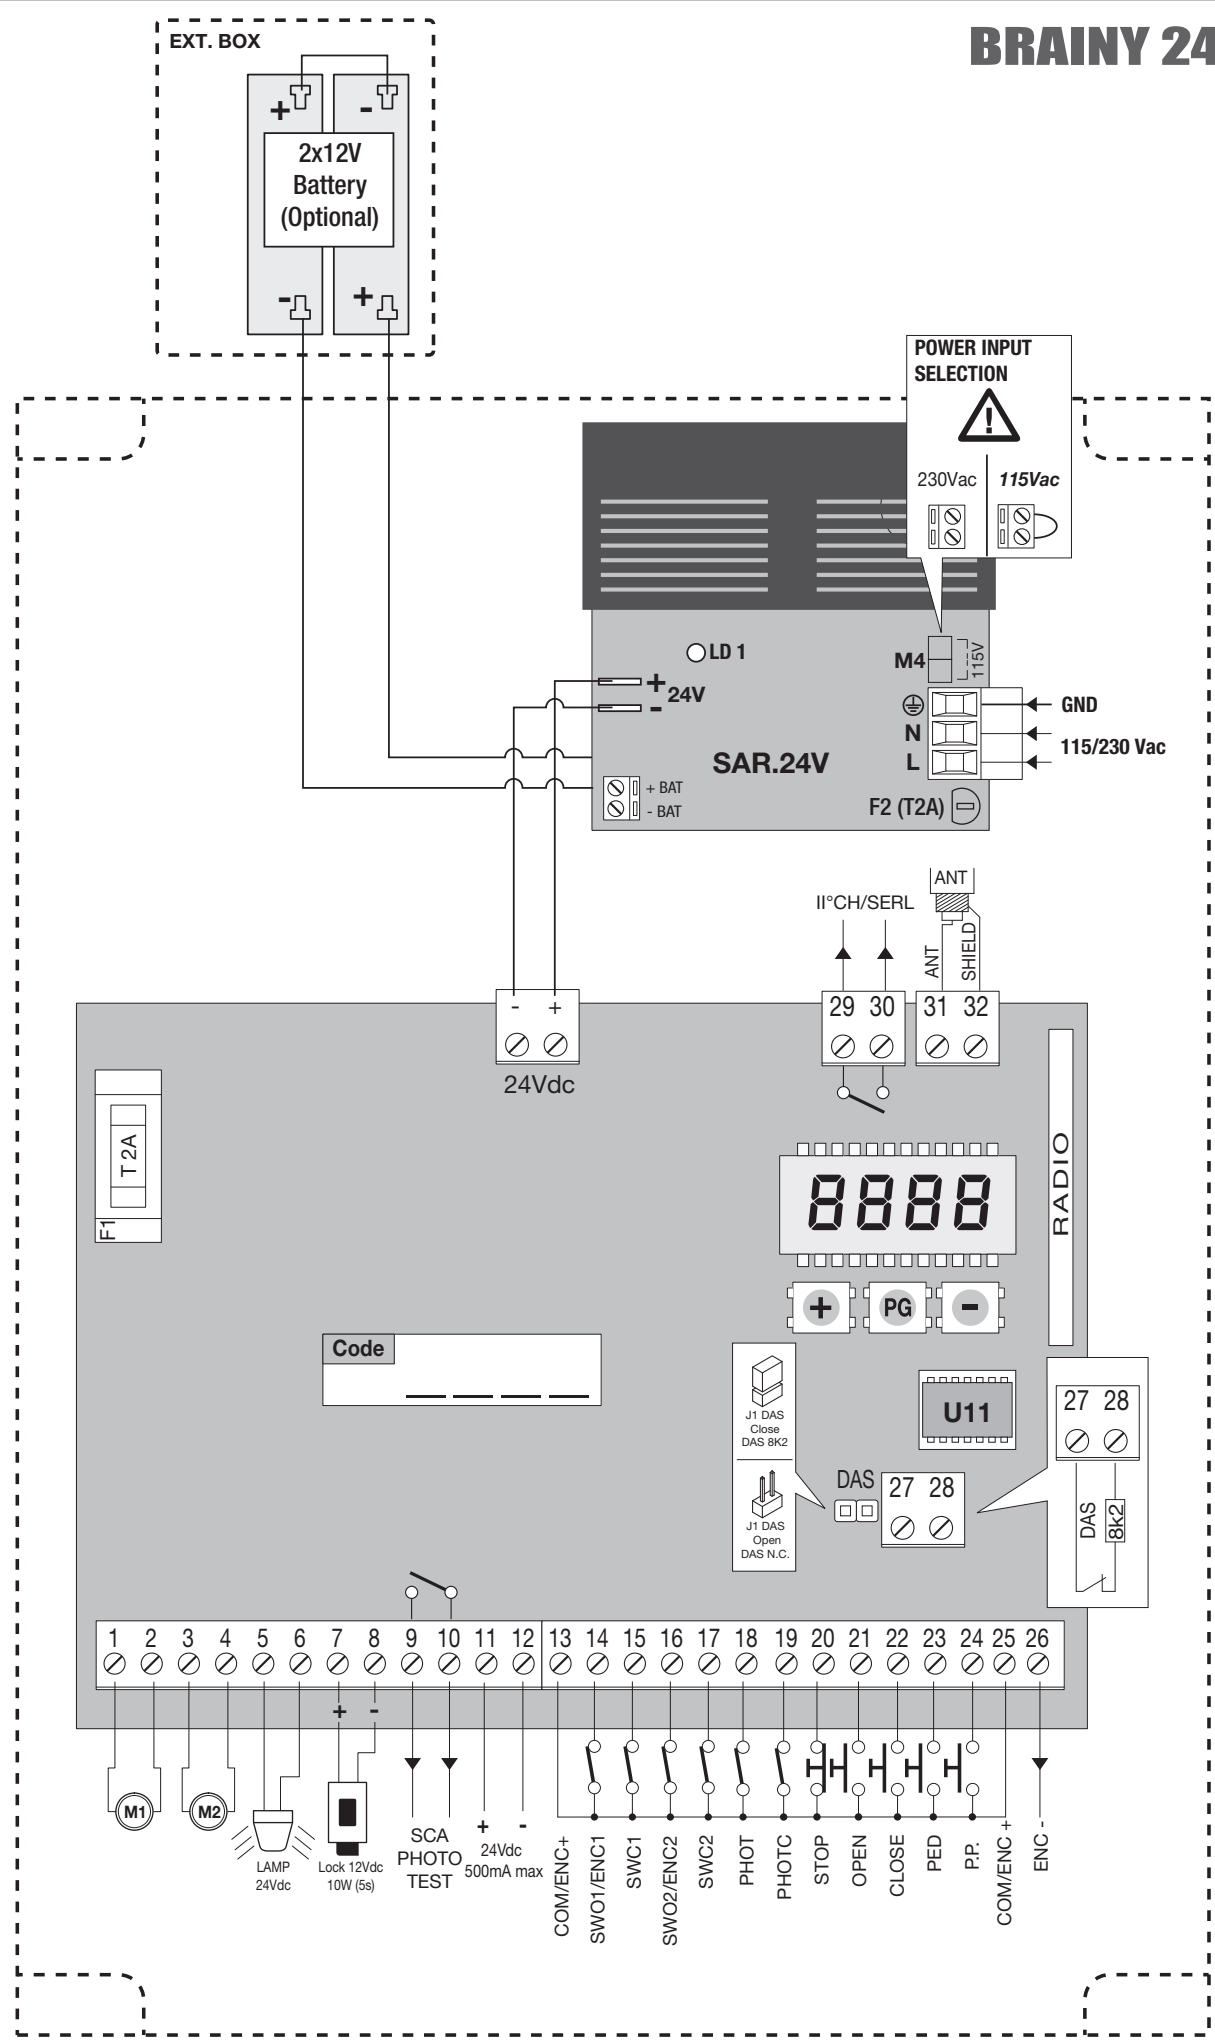 BRAINY 24
EXT. BOX
+ -
2x12V
Battery
(Optional)
- +
POWER INPUT
SELECTION
!
230Vac 115Vac
LD 1
M4
115V
+
24V
-
GND
N
SAR.24V
115/230 Vac
L
+ BAT
- BAT
F2 (T2A)
II°CH/SERL
ANT
ANT
SHIELD
- +
24Vdc
29 30
31 32
T 2A
F1
RADIO
8888
+ PG -
Code
J1 DAS
Close
DAS 8K2
J1 DAS
Open
DAS N.C.
U11
DAS
27 28
27 28
DAS
8k2
1 2 3 4 5 6 7 8 9 10 11 12 13 14 15 16 17 18 19 20 21 22 23 24 25 26
+ -
M1
M2
LAMP
24Vdc
Lock 12Vdc
10W (5s)
SCA
PHOTO
TEST
+ -
24Vdc
500mA max
COM/ENC+
SWO1/ENC1
SWC1
SWO2/ENC2
SWC2
PHOT
PHOTC
STOP
OPEN
CLOSE
PED
P.P.
COM/ENC +
ENC -